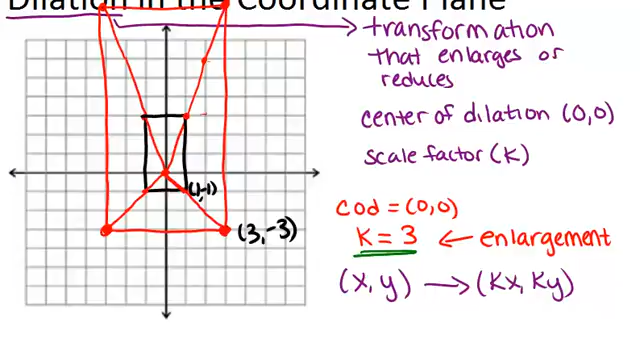 Dilation in the Coordinate Plane
transformation
that enlarges or
reduces
center of dilation (0,0)
scale factor (K)
(1,-1)
cod = (0,0)
(3,-3)
K = 3 ← enlargement
(x, y) → (Kx, Ky)